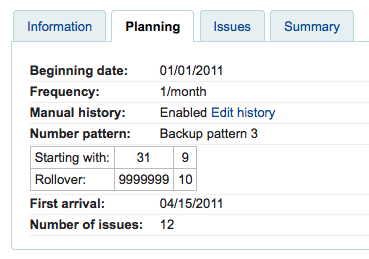 Information Planning Issues Summary
Beginning date: 01/01/2011
Frequency: 1/month
Manual history: Enabled Edit history
Number pattern: Backup pattern 3
Starting with: 31 9
Rollover: 9999999 10
First arrival: 04/15/2011
Number of issues: 12